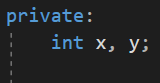 private:
    int x, y;